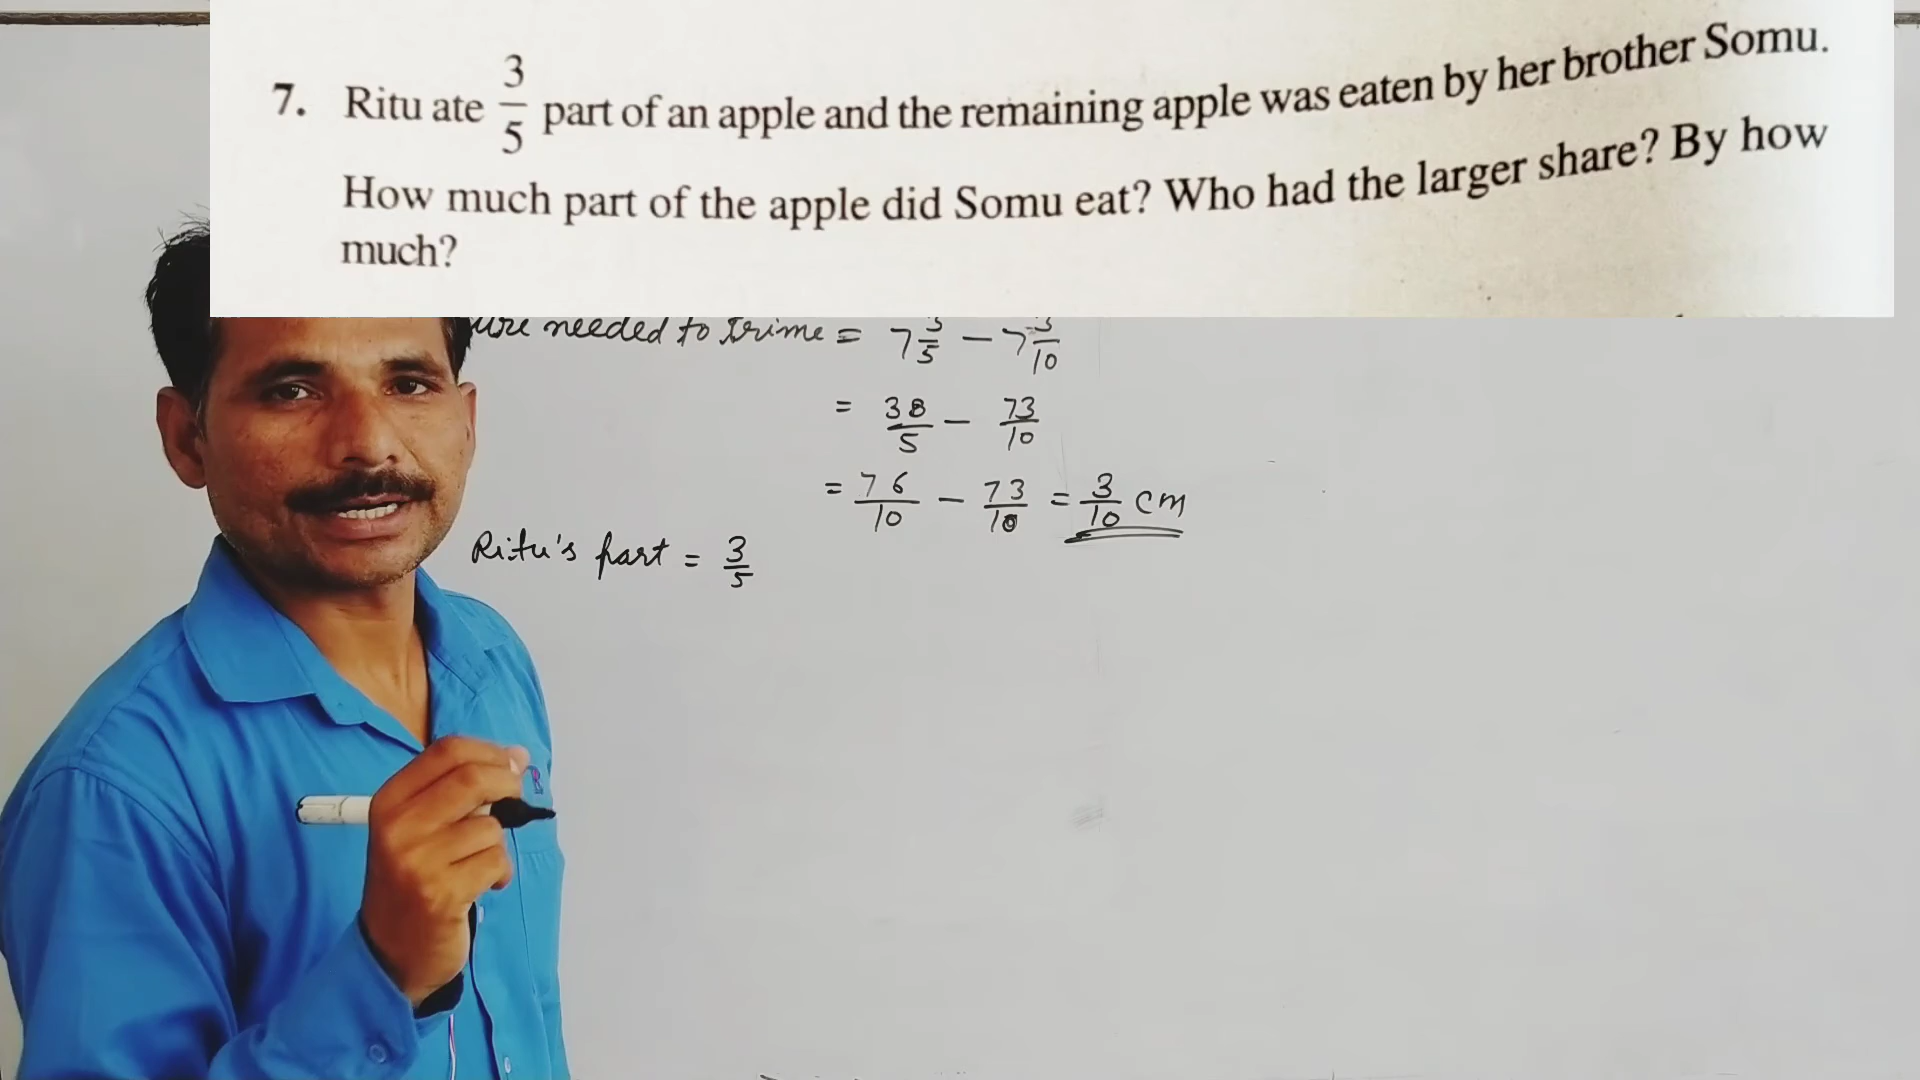 7. Ritu ate 3/5 part of an apple and the remaining apple was eaten by her brother Somu.
How much part of the apple did Somu eat? Who had the larger share? By how
much?
needed to trime = 7 3/5 - 7 3/10
= 38/5 - 73/10
= 76/10 - 73/10 = 3/10 cm
Ritu's part = 3/5